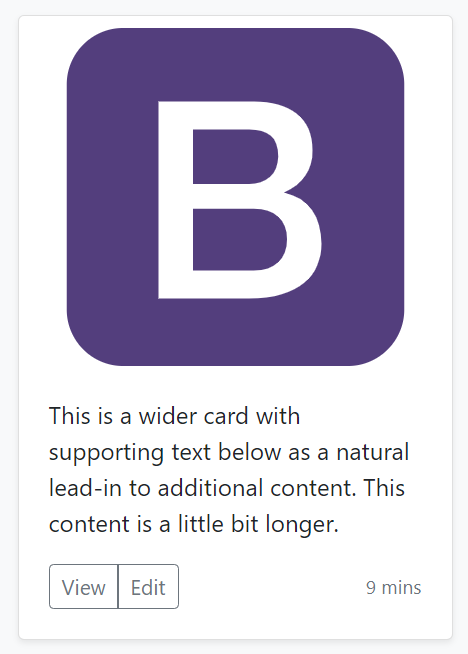 B
This is a wider card with
supporting text below as a natural
lead-in to additional content. This
content is a little bit longer.
View Edit 9 mins